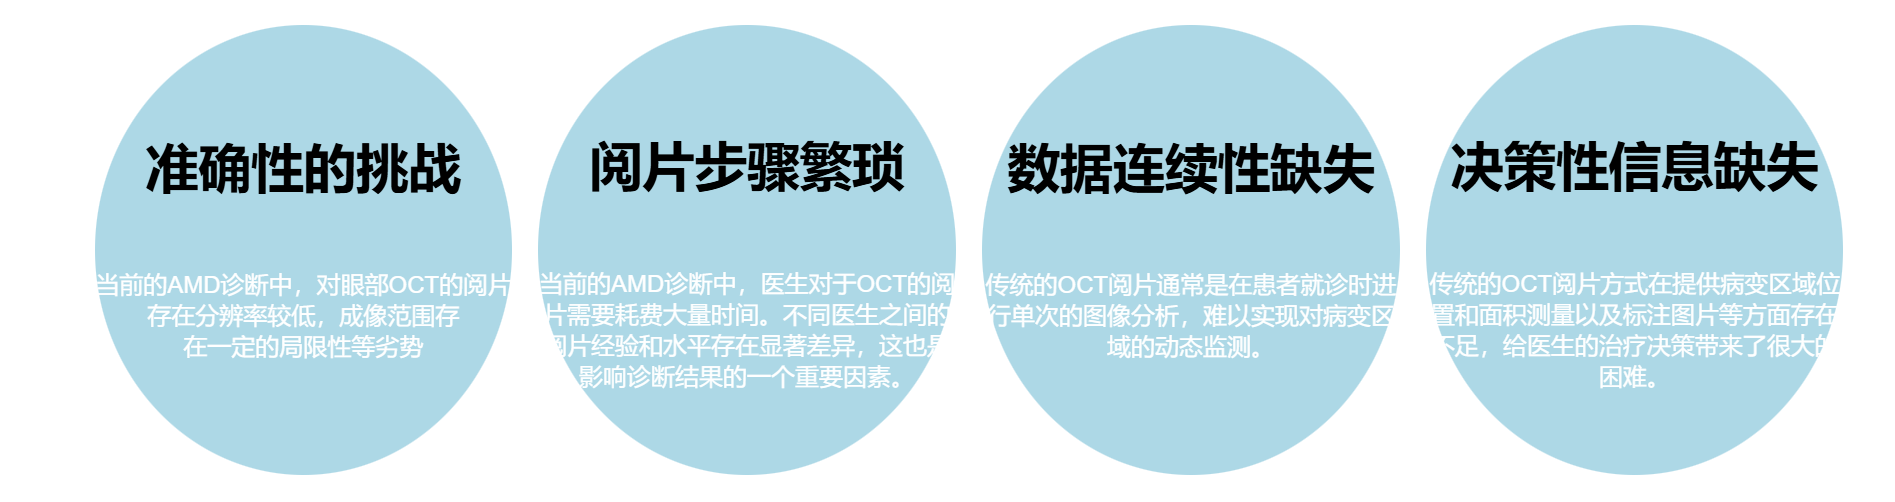 准确性的挑战
当前的AMD诊断中，对眼部OCT的阅片
存在分辨率较低，成像范围存
在一定的局限性等劣势
阅片步骤繁琐
当前的AMD诊断中，医生对于OCT的阅
片需要耗费大量时间。不同医生之间的
阅片经验和水平存在显著差异，这也是
影响诊断结果的一个重要因素。
数据连续性缺失
传统的OCT阅片通常是在患者就诊时进
行单次的图像分析，难以实现对病变区
域的动态监测。
决策性信息缺失
传统的OCT阅片方式在提供病变区域位
置和面积测量以及标注图片等方面存在
不足，给医生的治疗决策带来了很大的
困难。